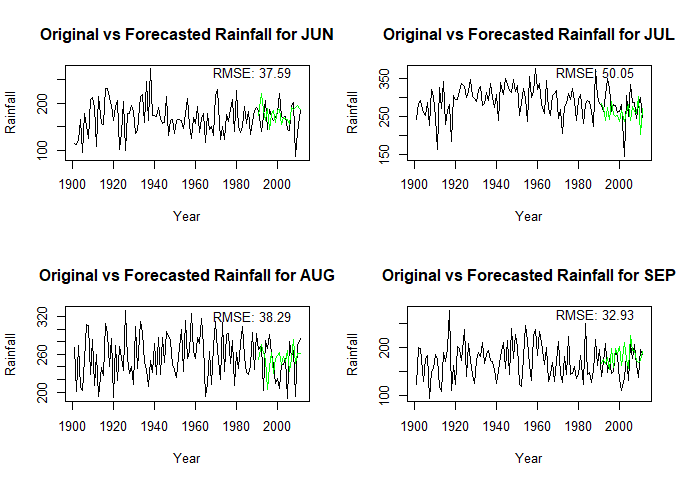 Original vs Forecasted Rainfall for JUN
RMSE: 37.59
Rainfall
200
100
1900 1920 1940 1960 1980 2000
Year
Original vs Forecasted Rainfall for JUL
RMSE: 50.05
Rainfall
350
250
150
1900 1920 1940 1960 1980 2000
Year
Original vs Forecasted Rainfall for AUG
RMSE: 38.29
Rainfall
320
260
200
1900 1920 1940 1960 1980 2000
Year
Original vs Forecasted Rainfall for SEP
RMSE: 32.93
Rainfall
200
100
1900 1920 1940 1960 1980 2000
Year